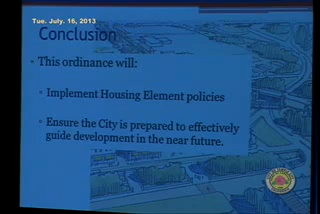 Tue. July. 16, 2013
Conclusion
This ordinance will:
Implement Housing Element policies
Ensure the City is prepared to effectively
guide development in the near future.